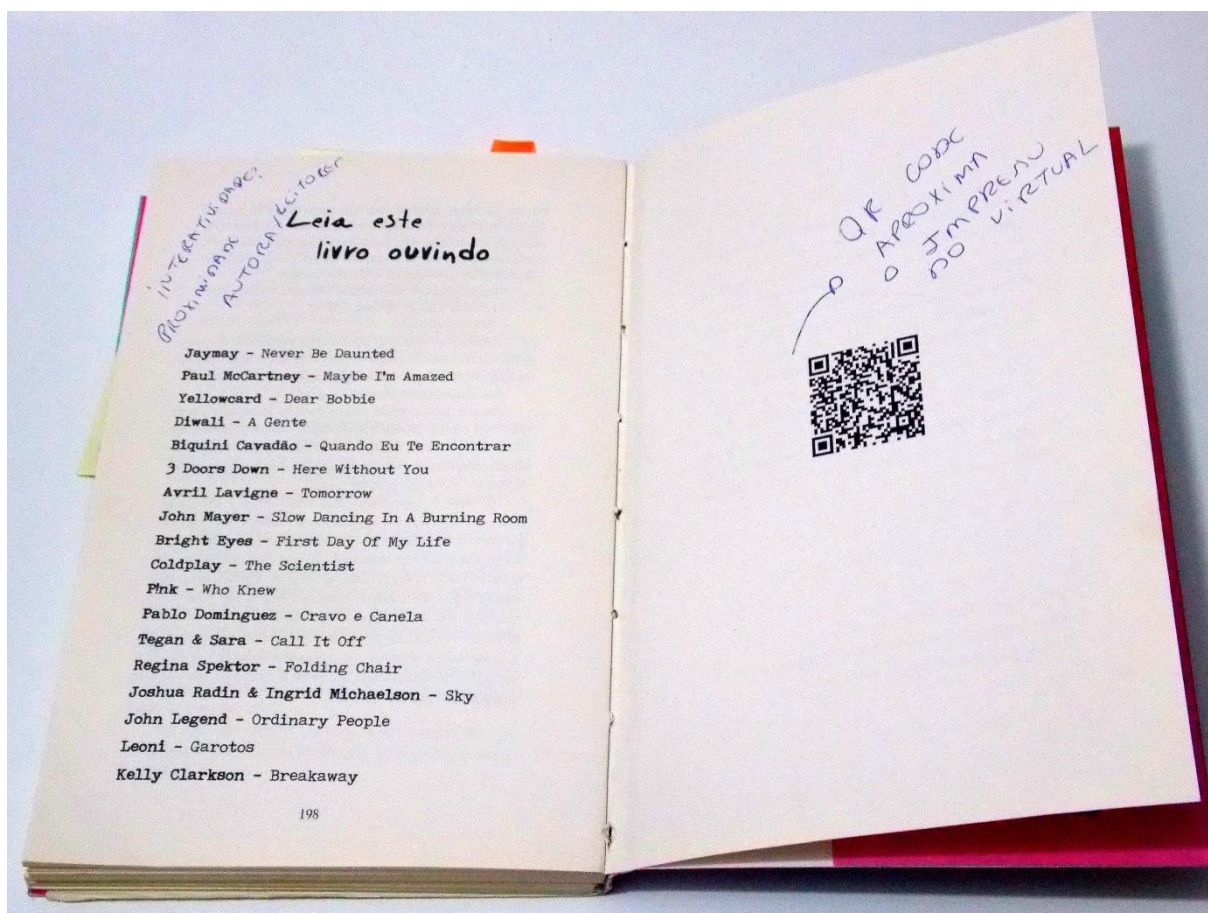 INTERATIVIDADE?
PROXIMIDADE
AUTORA/LEITORES
Leia este
livro ouvindo
Jaymay - Never Be Daunted
Paul McCartney - Maybe I'm Amazed
Yellowcard - Dear Bobbie
Diwali - A Gente
Biquini Cavadão - Quando Eu Te Encontrar
3 Doors Down - Here Without You
Avril Lavigne - Tomorrow
John Mayer - Slow Dancing In A Burning Room
Bright Eyes - First Day Of My Life
Coldplay - The Scientist
P!nk - Who Knew
Pablo Dominguez - Cravo e Canela
Tegan & Sara - Call It Off
Regina Spektor - Folding Chair
Joshua Radin & Ingrid Michaelson - Sky
John Legend - Ordinary People
Leoni - Garotos
Kelly Clarkson - Breakaway
198
QR CODE
APROXIMA
O IMPRESSO
DO VIRTUAL